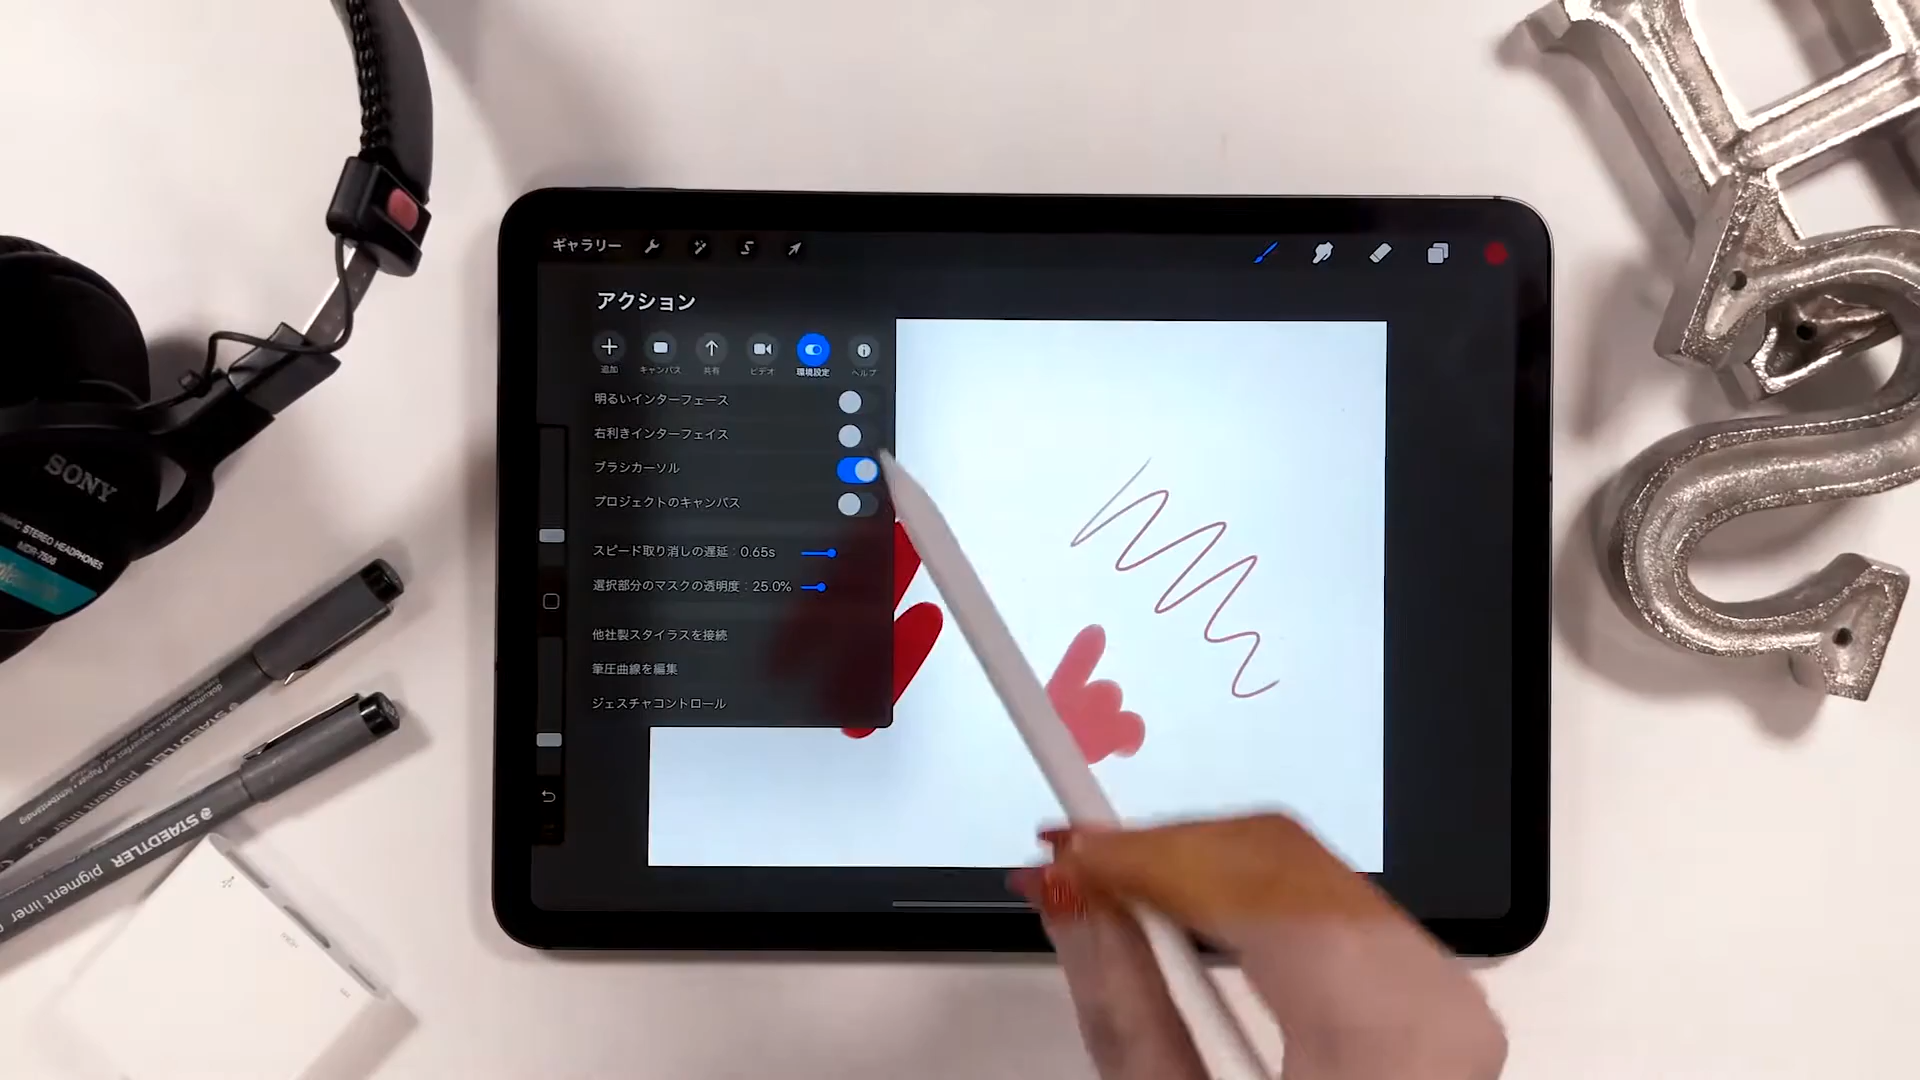 ギャラリー
アクション
追加
キャンバス
共有
ビデオ
環境設定
ヘルプ
明るいインターフェース
右利きインターフェイス
ブラシカーソル
プロジェクトのキャンバス
スピード取り消しの遅延：0.65s
選択部分のマスクの透明度：25.0%
他社製スタイラスを接続
筆圧曲線を編集
ジェスチャコントロール
SONY
STEREO HEADPHONES
MDR-7506
STAEDTLER
pigment liner
STAEDTLER
pigment liner